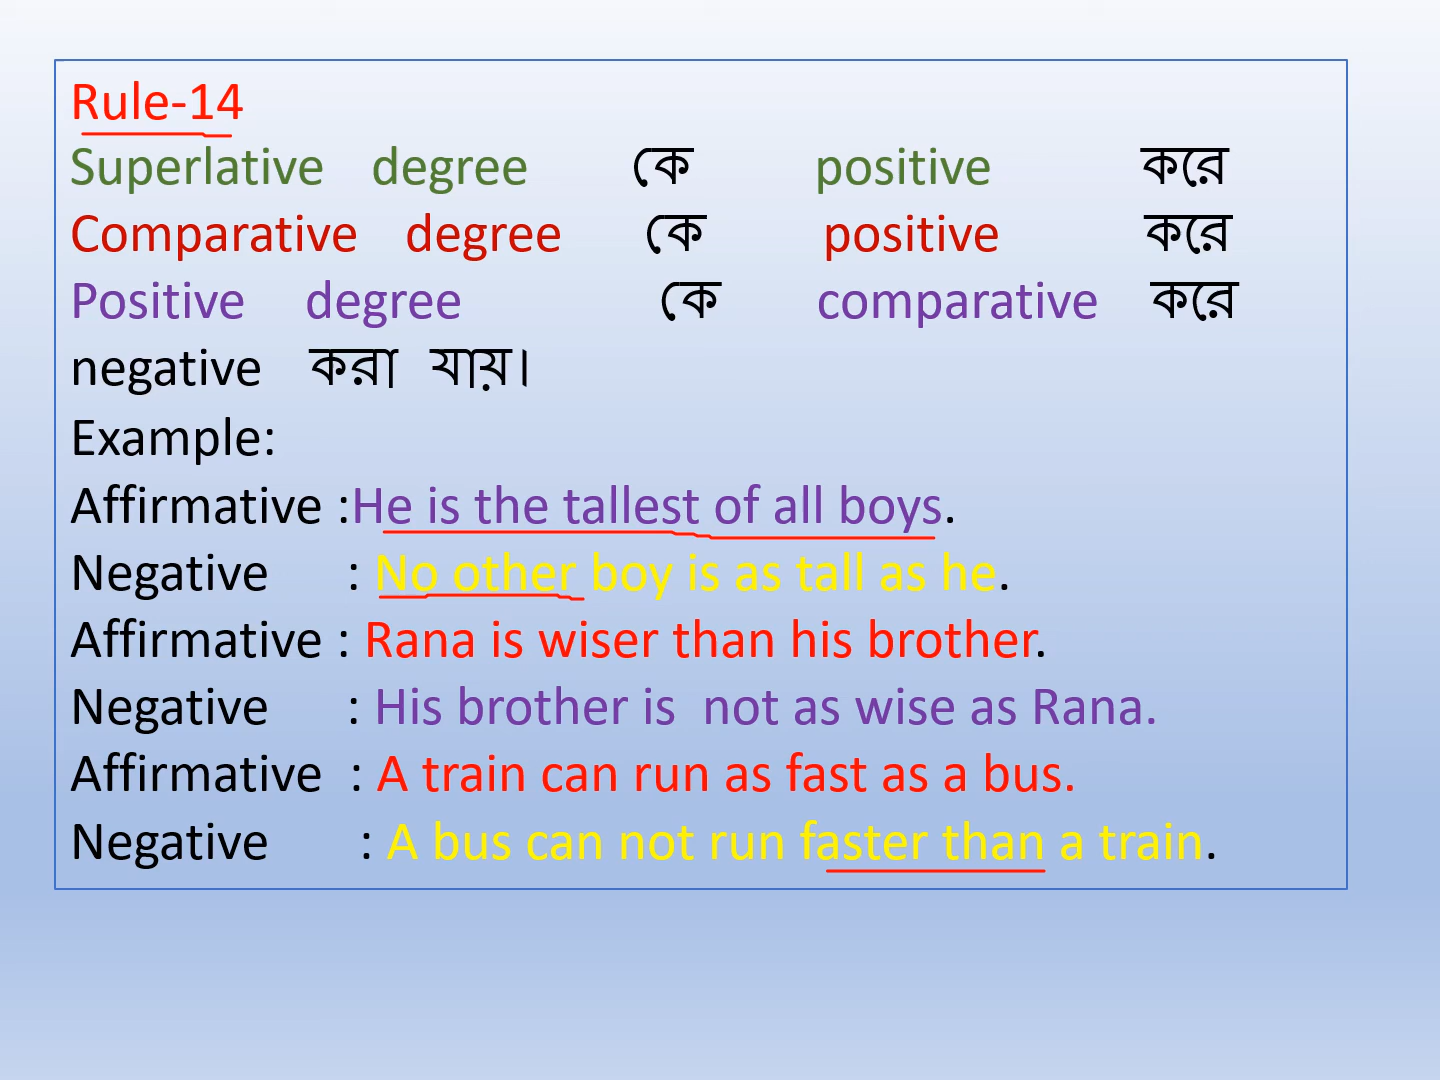 Rule-14
Superlative degree কে positive করে
Comparative degree কে positive করে
Positive degree কে comparative করে
negative করা যায়।
Example:
Affirmative :He is the tallest of all boys.
Negative : No other boy is as tall as he.
Affirmative : Rana is wiser than his brother.
Negative : His brother is not as wise as Rana.
Affirmative : A train can run as fast as a bus.
Negative : A bus can not run faster than a train.